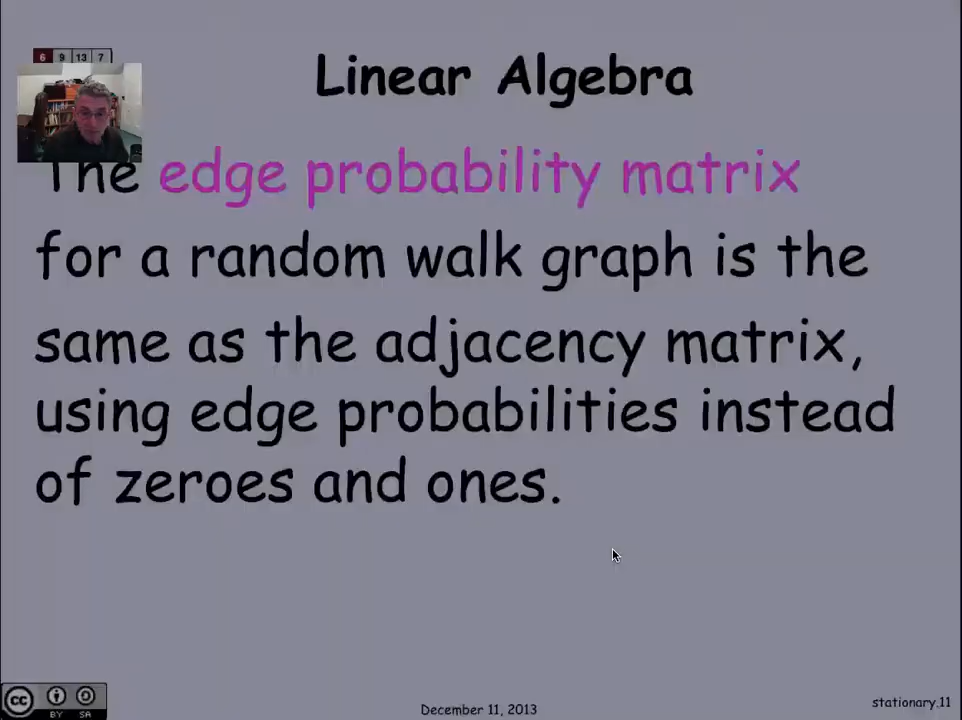 6 9 13 7
Linear Algebra
The edge probability matrix
for a random walk graph is the
same as the adjacency matrix,
using edge probabilities instead
of zeroes and ones.
cc BY SA
December 11, 2013
stationary.11